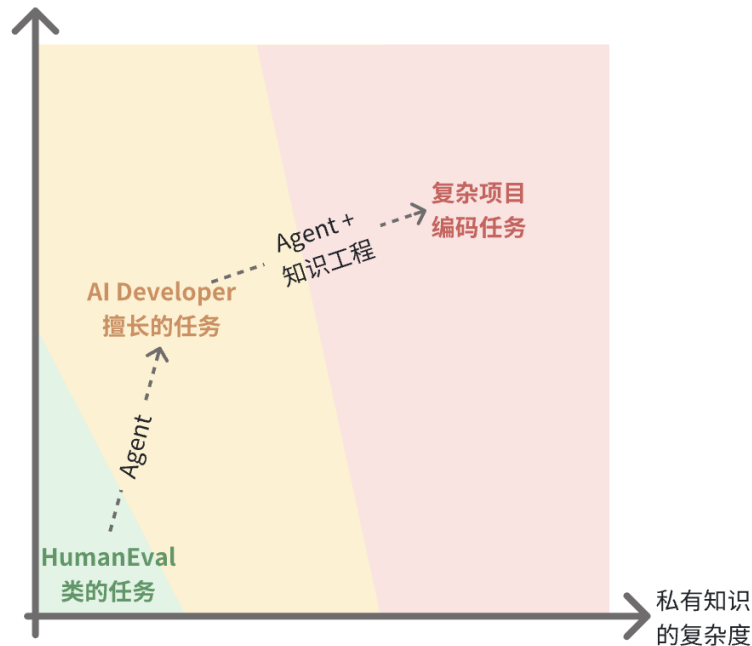 复杂项目
编码任务
Agent +
知识工程
AI Developer
擅长的任务
Agent
HumanEval
类的任务
私有知识
的复杂度